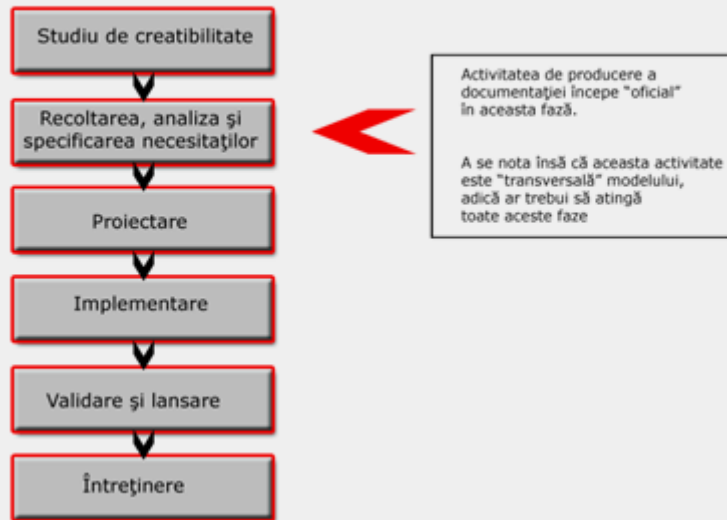 Studiu de creatibilitate
Recoltarea, analiza şi
specificarea necesitaţilor
Proiectare
Implementare
Validare şi lansare
Întreţinere
Activitatea de producere a
documentaţiei începe “oficial”
în aceasta fază.
A se nota însă că aceasta activitate
este “transversală” modelului,
adică ar trebui să atingă
toate aceste faze